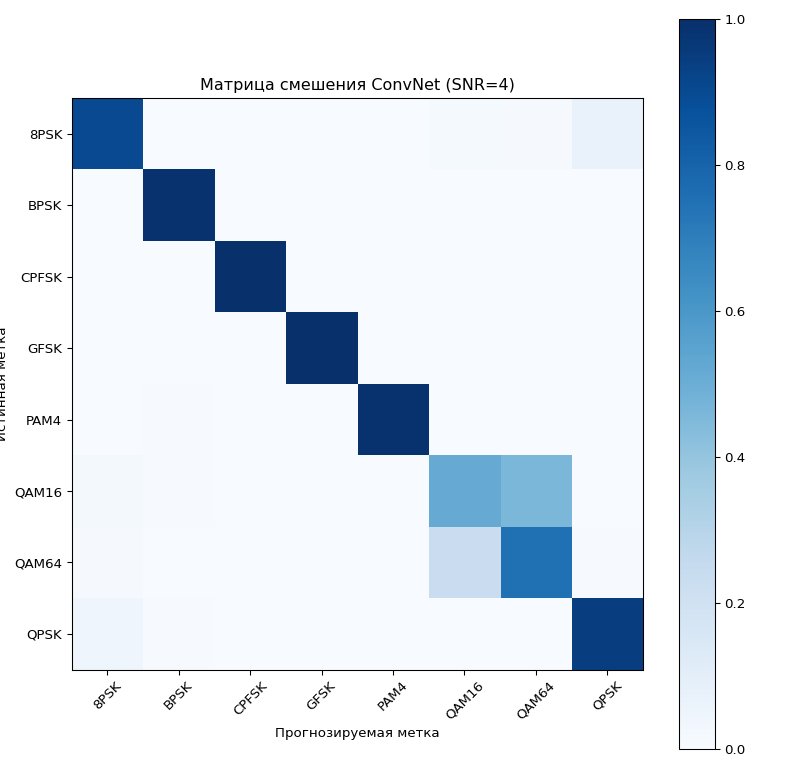 Матрица смешения ConvNet (SNR=4)
8PSK
BPSK
CPFSK
GFSK
PAM4
QAM16
QAM64
QPSK
Истинная метка
8PSK
BPSK
CPFSK
GFSK
PAM4
QAM16
QAM64
QPSK
Прогнозируемая метка
1.0
0.8
0.6
0.4
0.2
0.0